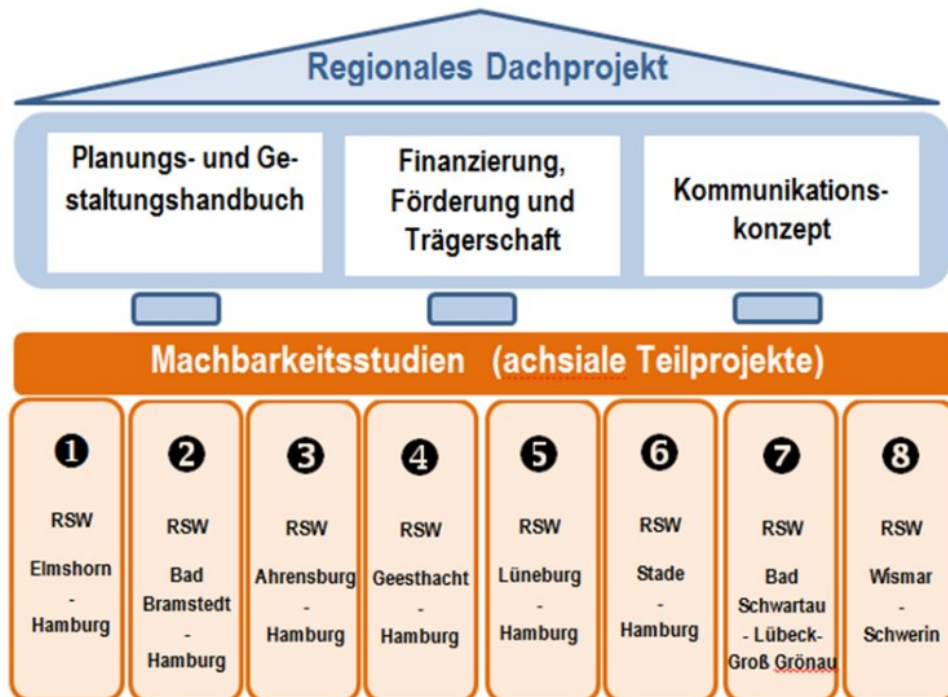 Regionales Dachprojekt
Planungs- und Ge-
staltungshandbuch
Finanzierung,
Förderung und
Trägerschaft
Kommunikations-
konzept
Machbarkeitsstudien (achsiale Teilprojekte)
❶
RSW
Elmshorn
-
Hamburg
❷
RSW
Bad
Bramstedt
-
Hamburg
❸
RSW
Ahrensburg
-
Hamburg
❹
RSW
Geesthacht
-
Hamburg
❺
RSW
Lüneburg
-
Hamburg
❻
RSW
Stade
-
Hamburg
❼
RSW
Bad
Schwartau
- Lübeck-
Groß Grönau
❽
RSW
Wismar
-
Schwerin